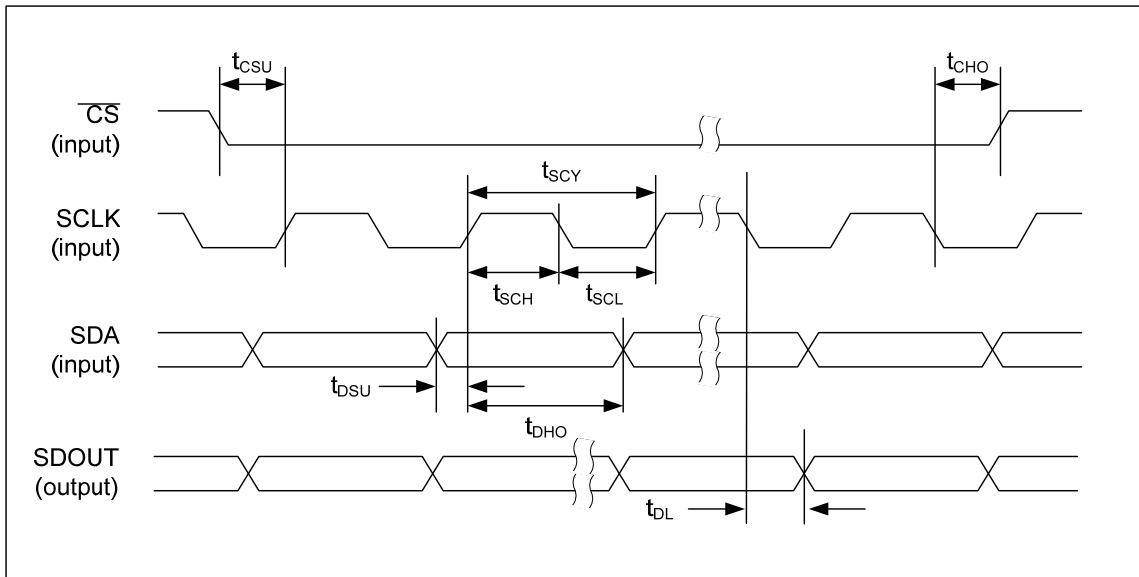 tCSU
tCHO
CS
(input)
tSCY
SCLK
(input)
tSCH
tSCL
SDA
(input)
tDSU
tDHO
SDOUT
(output)
tDL